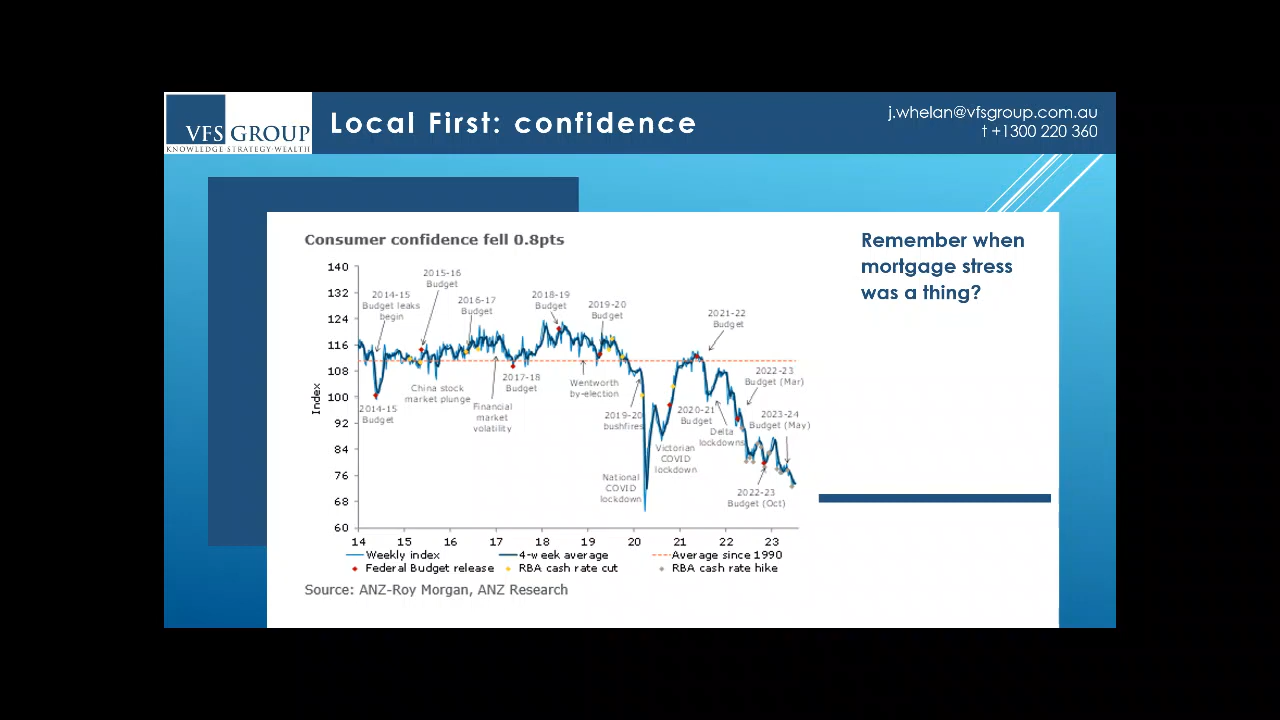 VFS GROUP
KNOWLEDGE·STRATEGY·WEALTH
Local First: confidence
j.whelan@vfsgroup.com.au
t +1300 220 360
Remember when
mortgage stress
was a thing?
Consumer confidence fell 0.8pts
140
132
124
116
108
100
92
84
76
68
60
Index
14
15
16
17
18
19
20
21
22
23
2014-15
Budget leaks
begin
2014-15
Budget
2015-16
Budget
China stock
market plunge
2016-17
Budget
Financial
market
volatility
2017-18
Budget
2018-19
Budget
Wentworth
by-election
2019-20
Budget
2019-20
bushfires
National
COVID
lockdown
Victorian
COVID
lockdown
2020-21
Budget
2021-22
Budget
Delta
lockdowns
2022-23
Budget (Mar)
2022-23
Budget (Oct)
2023-24
Budget (May)
Weekly index
4-week average
Average since 1990
Federal Budget release
RBA cash rate cut
RBA cash rate hike
Source: ANZ-Roy Morgan, ANZ Research